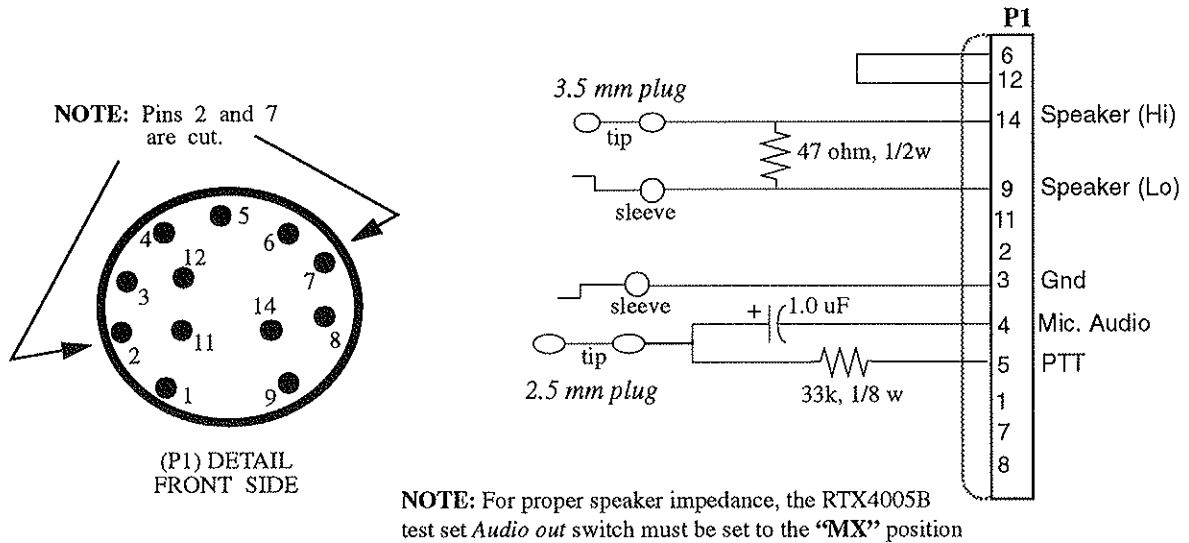 NOTE: Pins 2 and 7
are cut.
5
4
6
12
3
7
14
11
8
2
1
9
(P1) DETAIL
FRONT SIDE
P1
6
12
3.5 mm plug
14 Speaker (Hi)
tip
47 ohm, 1/2w
9 Speaker (Lo)
sleeve
11
2
3 Gnd
sleeve
+ 1.0 uF
4 Mic. Audio
tip
5 PTT
2.5 mm plug
33k, 1/8 w
1
7
8
NOTE: For proper speaker impedance, the RTX4005B
test set Audio out switch must be set to the “MX” position